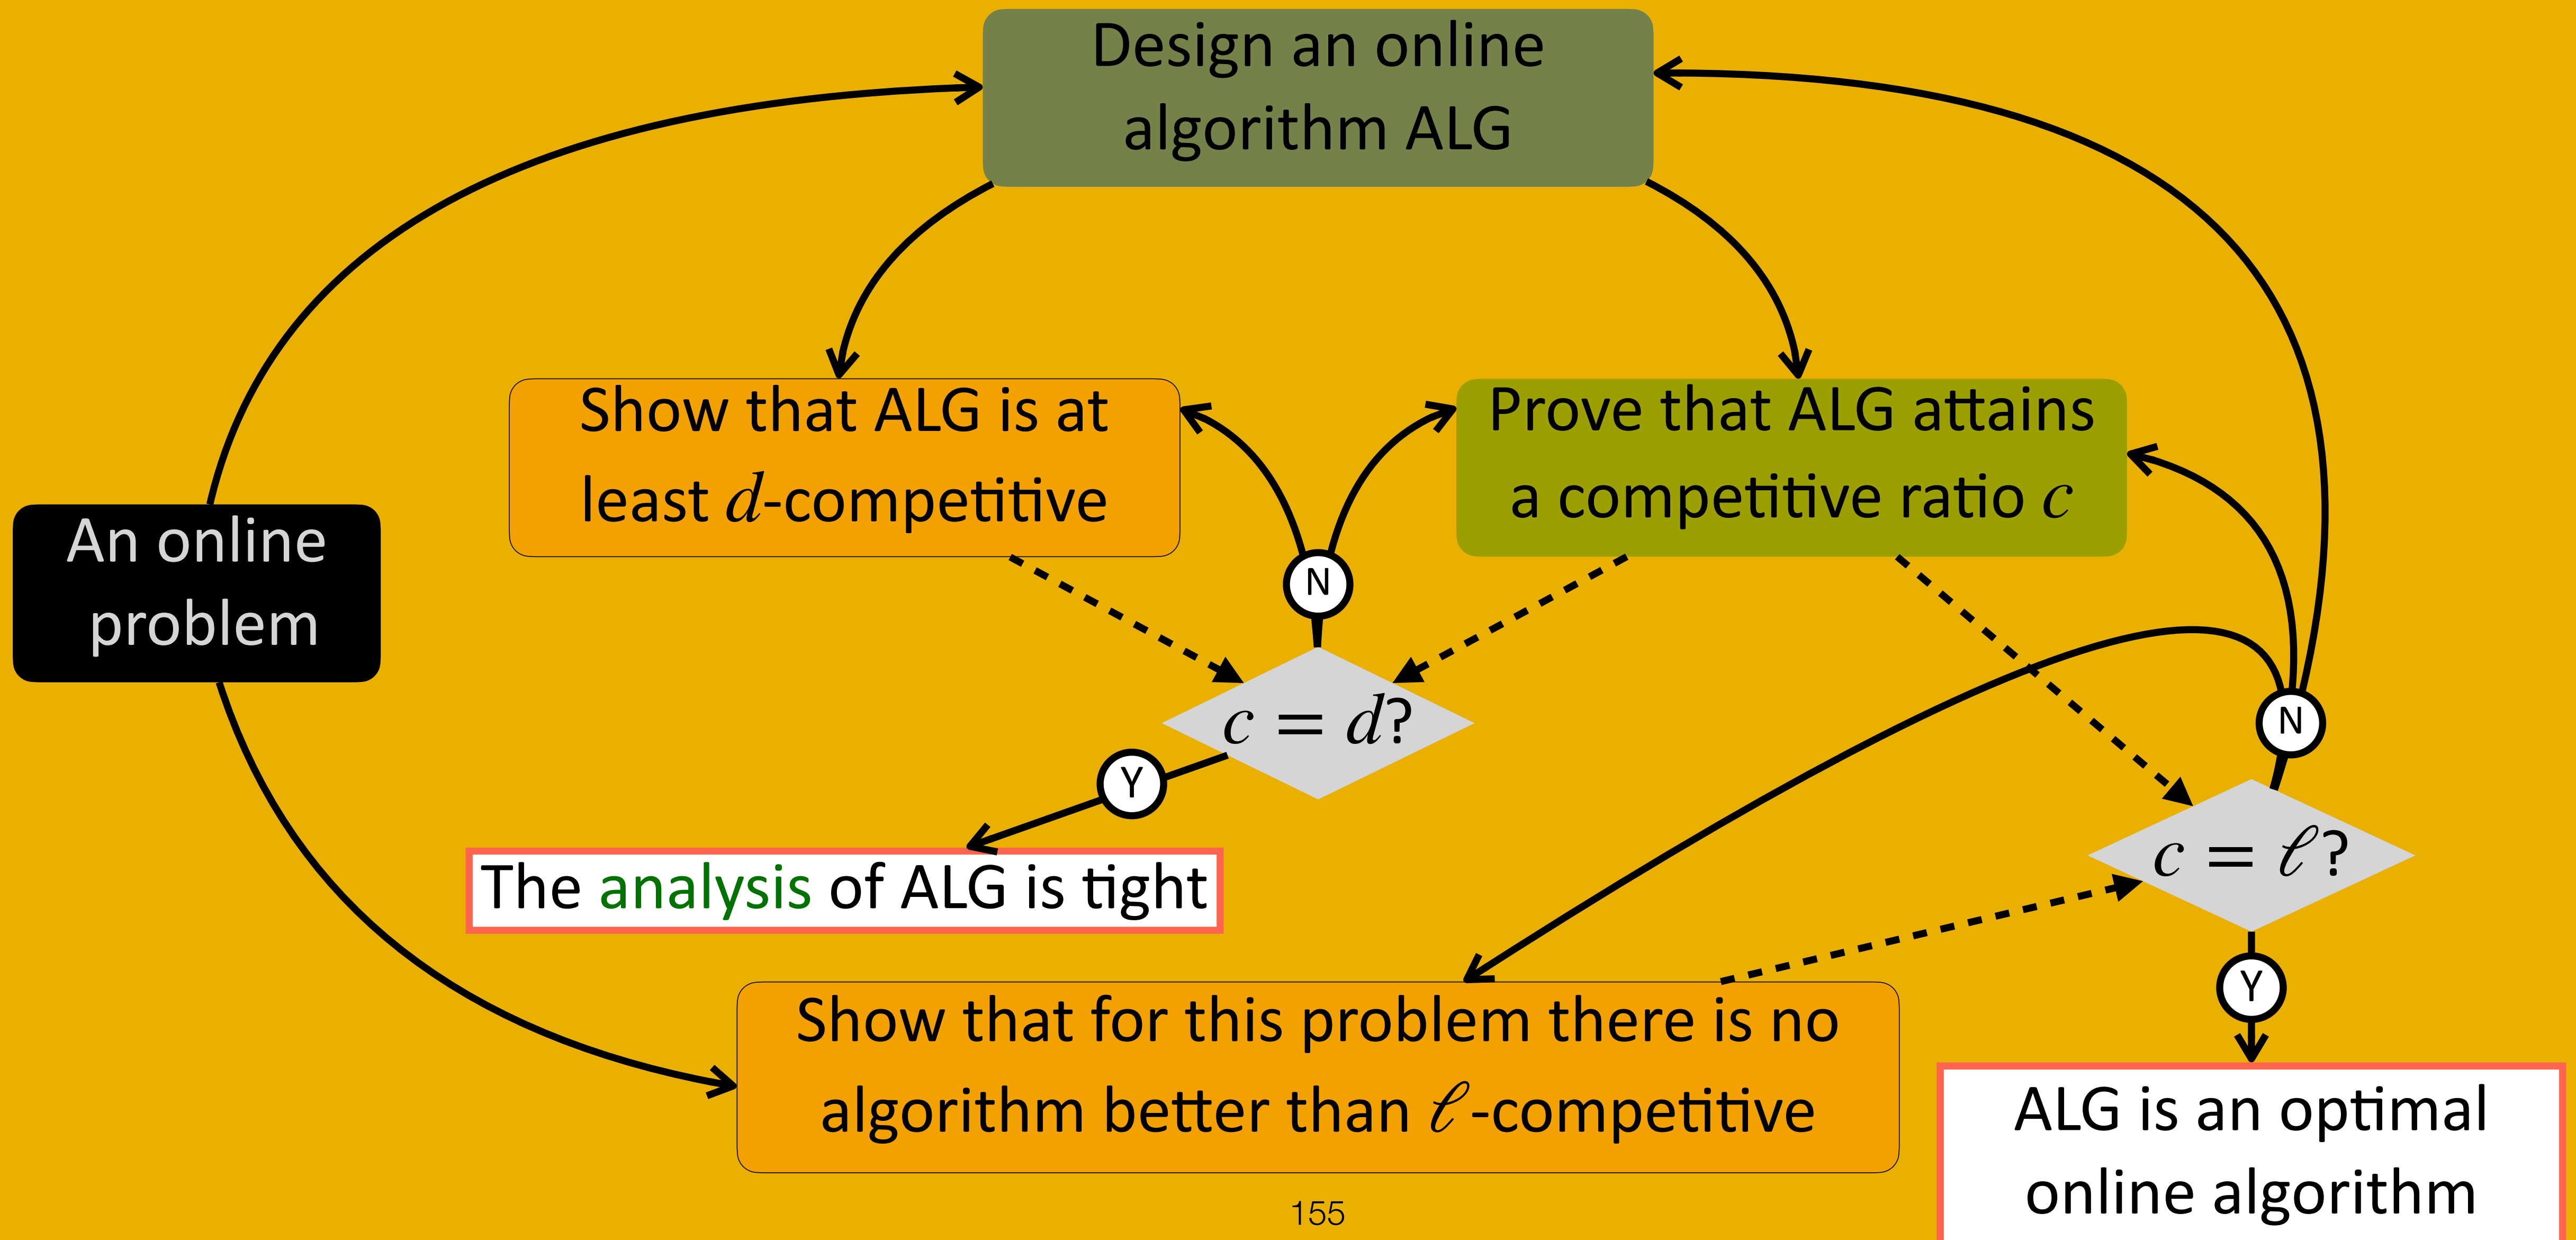 Design an online
algorithm ALG
Show that ALG is at
least d-competitive
Prove that ALG attains
a competitive ratio c
An online
problem
N
c = d?
N
Y
c = ℓ?
The analysis of ALG is tight
Y
Show that for this problem there is no
algorithm better than ℓ-competitive
ALG is an optimal
online algorithm
155